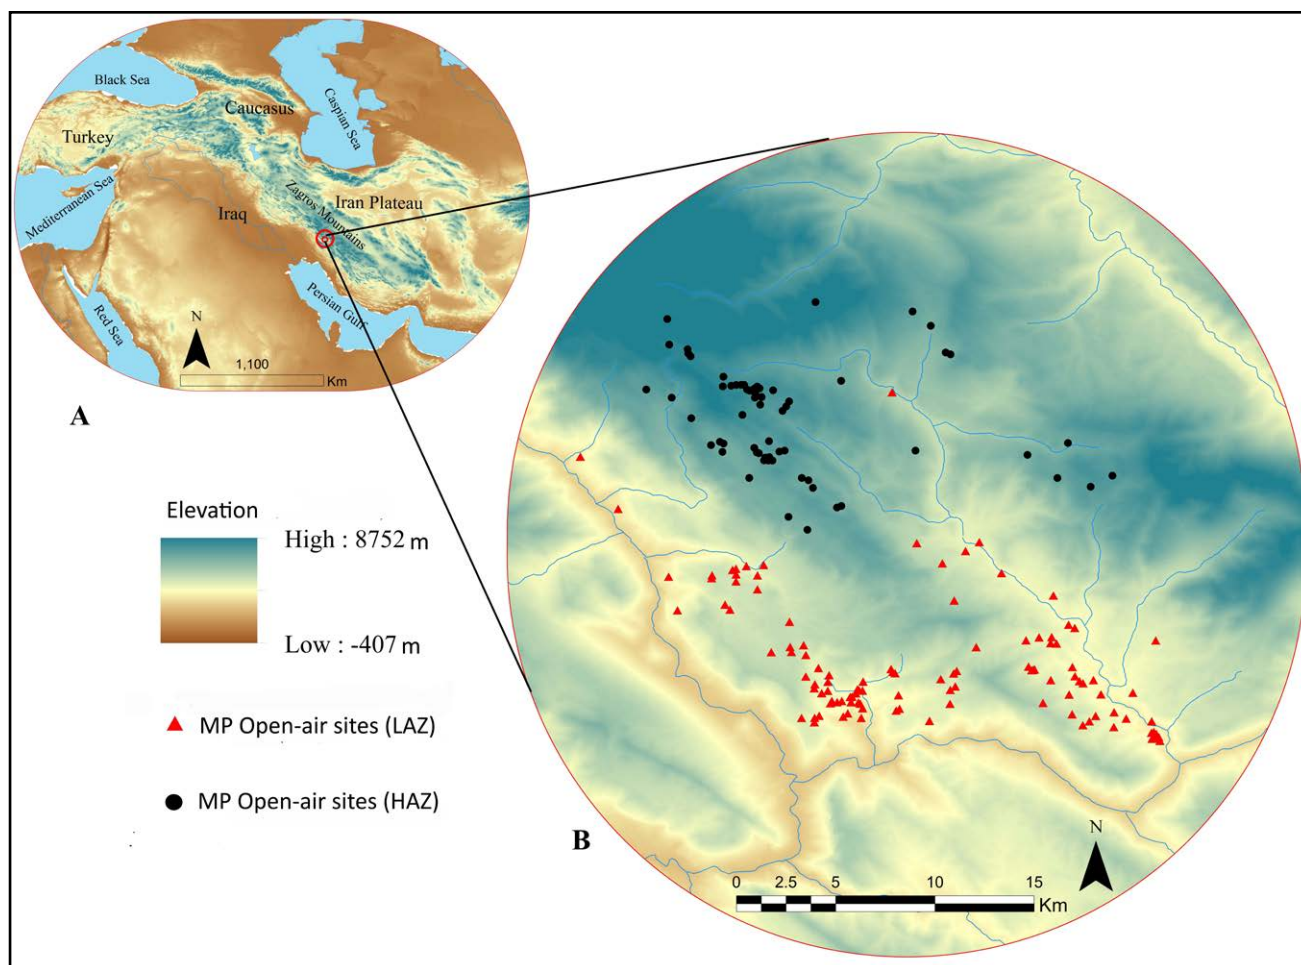 Black Sea
Caucasus
Caspian Sea
Turkey
Mediterranean Sea
Zagros Mountains
Iran Plateau
Iraq
Red Sea
Persian Gulf
N
1,100
Km
A
Elevation
High : 8752 m
Low : -407 m
MP Open-air sites (LAZ)
MP Open-air sites (HAZ)
B
N
0 2.5 5 10 15
Km